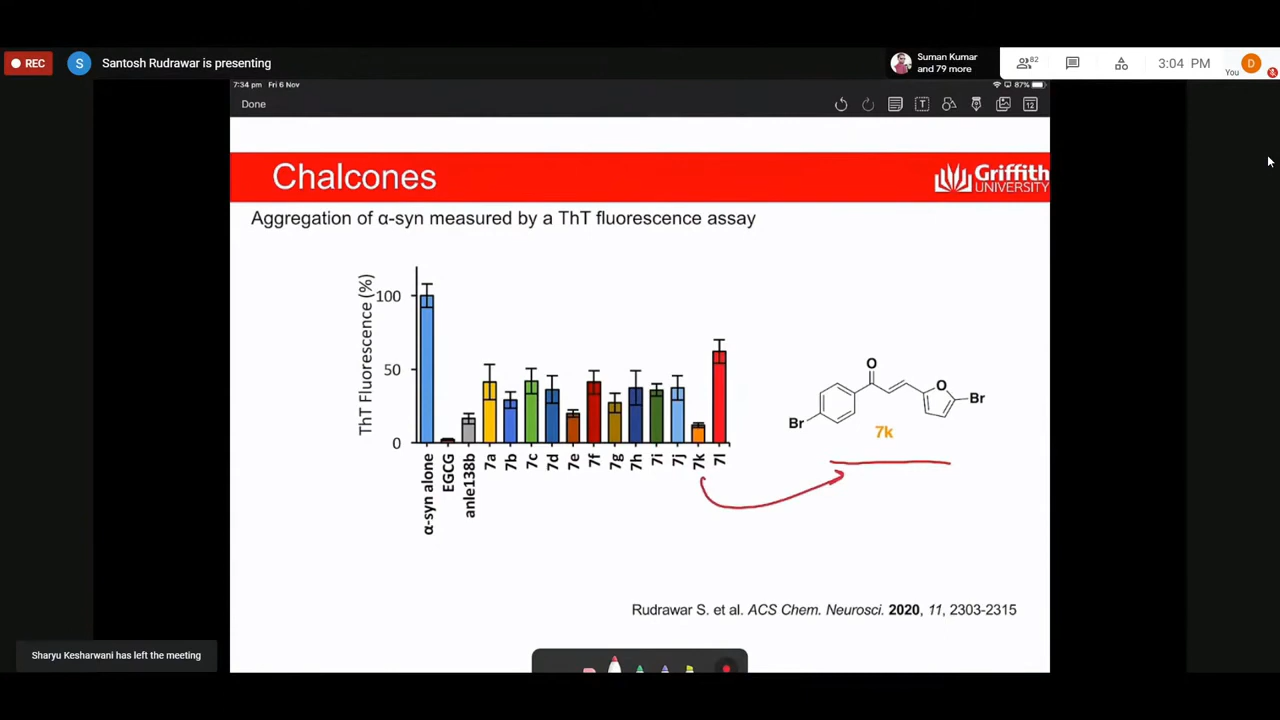 REC
S
Santosh Rudrawar is presenting
Suman Kumar
and 79 more
82
3:04 PM
You
D
7:34 pm Fri 6 Nov
87%
Done
T
12
Chalcones
Griffith
UNIVERSITY
Aggregation of α-syn measured by a ThT fluorescence assay
ThT Fluorescence (%)
100
50
0
α-syn alone
EGCG
anle138b
7a
7b
7c
7d
7e
7f
7g
7h
7i
7j
7k
7l
O
O
Br
Br
7k
Rudrawar S. et al. ACS Chem. Neurosci. 2020, 11, 2303-2315
Sharyu Kesharwani has left the meeting